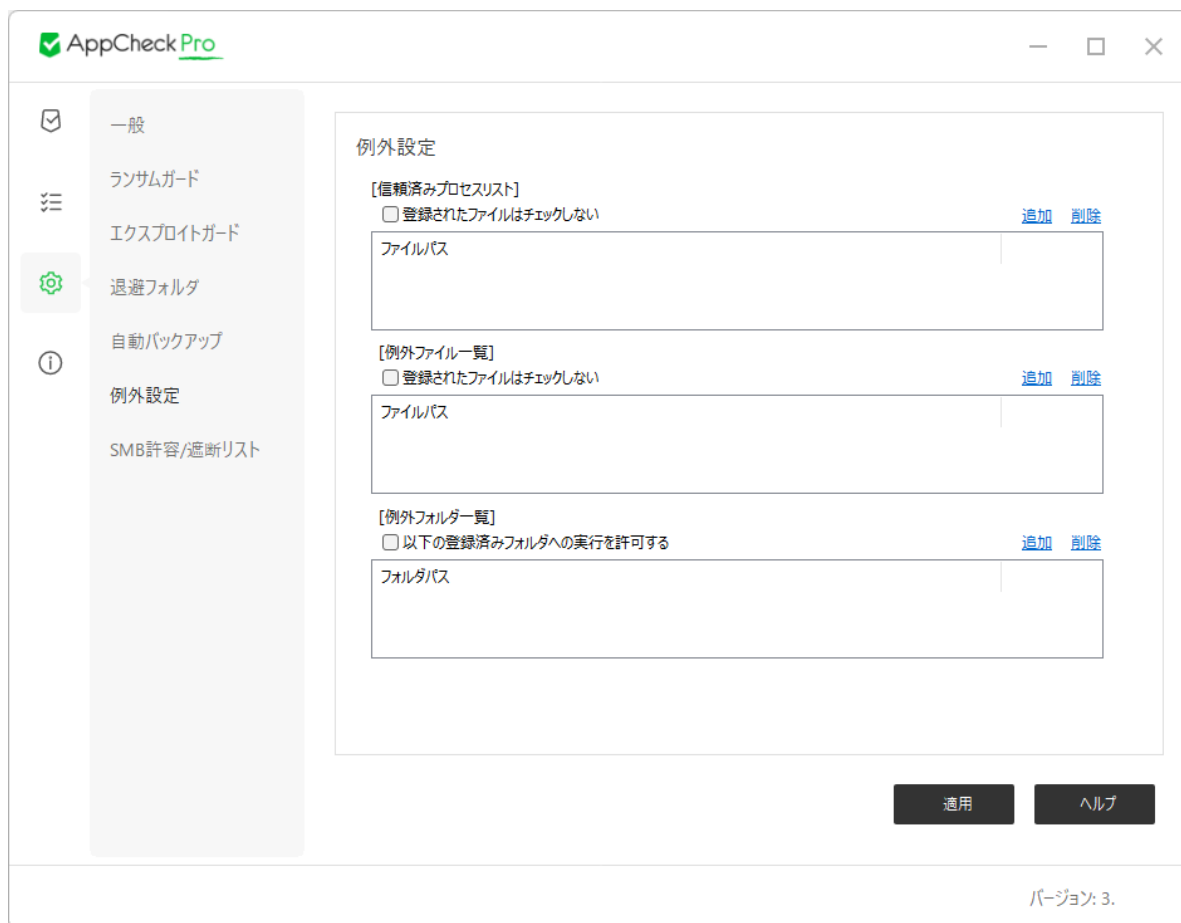 AppCheck Pro
一般
ランサムガード
エクスプロイトガード
退避フォルダ
自動バックアップ
例外設定
SMB許容/遮断リスト
例外設定
[信頼済みプロセスリスト]
登録されたファイルはチェックしない 追加 削除
ファイルパス
[例外ファイル一覧]
登録されたファイルはチェックしない 追加 削除
ファイルパス
[例外フォルダ一覧]
以下の登録済みフォルダへの実行を許可する 追加 削除
フォルダパス
適用 ヘルプ
バージョン: 3.